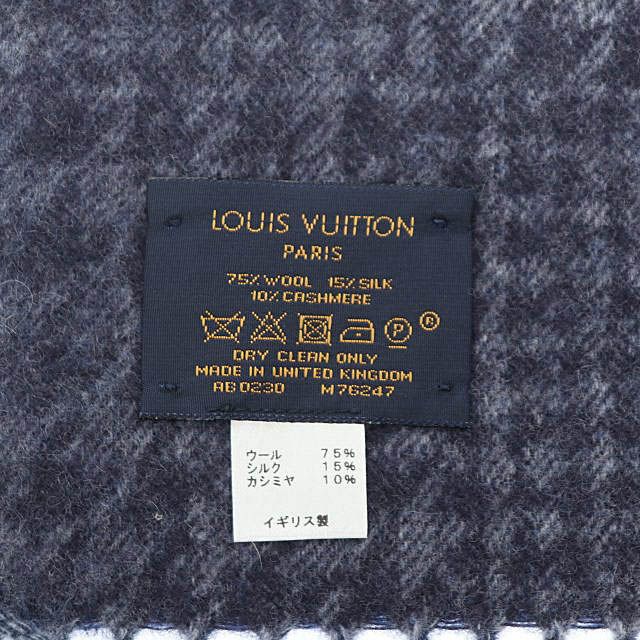 LOUIS VUITTON
PARIS
75% WOOL 15% SILK
10% CASHMERE
P ®
DRY CLEAN ONLY
MADE IN UNITED KINGDOM
AB0230 M76247
ウール 75%
シルク 15%
カシミヤ 10%
イギリス製